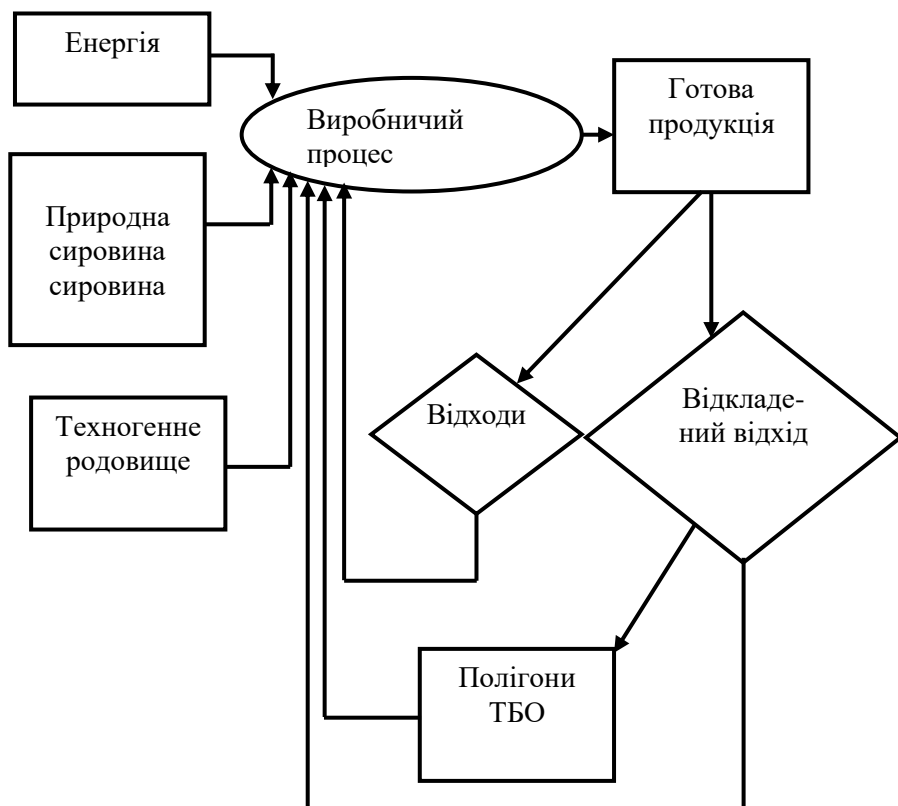 Енергія
Виробничий
процес
Готова
продукція
Природна
сировина
сировина
Техногенне
родовище
Відходи
Відкладе-
ний відхід
Полігони
ТБО